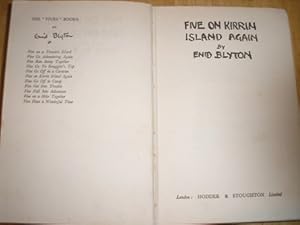 THE "FIVES" BOOKS
by
Enid Blyton
Five on a Treasure Island
Five Go Adventuring Again
Five Run Away Together
Five Go To Smuggler's Top
Five Go Off in a Caravan
Five on Kirrin Island Again
Five Go Off to Camp
Five Get Into Trouble
Five Fall Into Adventure
Five on a Hike Together
Five Have a Wonderful Time
FIVE ON KIRRIN
ISLAND AGAIN
by
ENID BLYTON
London: HODDER & STOUGHTON Limited